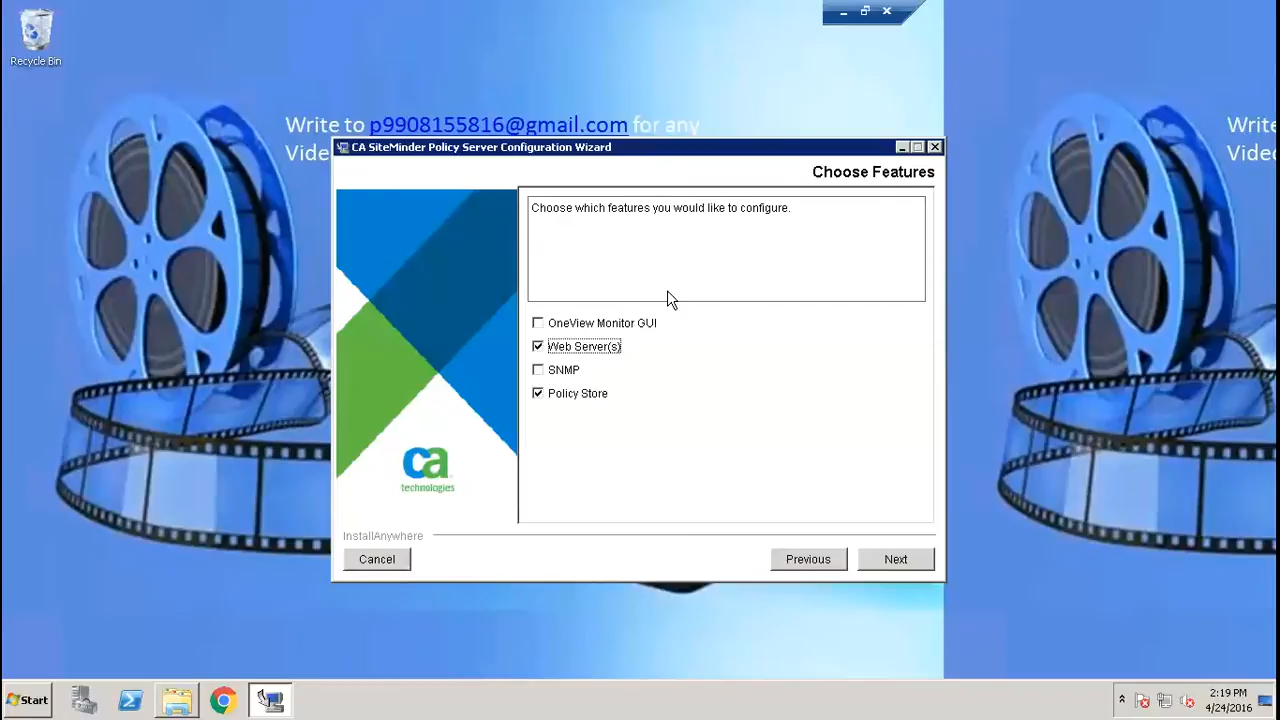 Recycle Bin
Write to p9908155816@gmail.com for any
Video
Write
Video
CA SiteMinder Policy Server Configuration Wizard
Choose Features
Choose which features you would like to configure.
OneView Monitor GUI
Web Server(s)
SNMP
Policy Store
ca
technologies
InstallAnywhere
Cancel
Previous
Next
Start
2:19 PM
4/24/2016